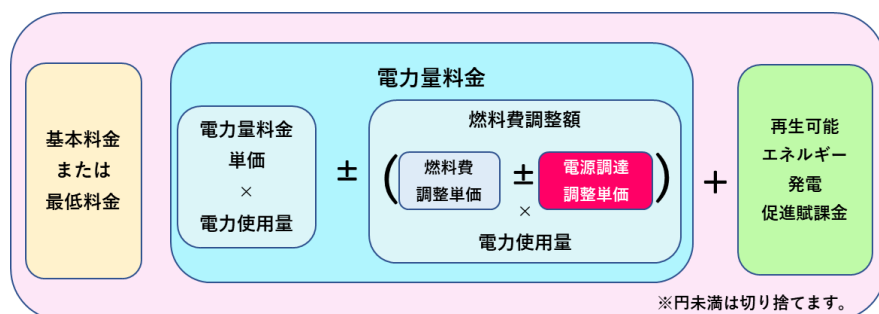 基本料金
または
最低料金
電力量料金
電力量料金
単価
×
電力使用量
±
燃料費調整額
(
燃料費
調整単価
±
電源調達
調整単価
)
×
電力使用量
+
再生可能
エネルギー
発電
促進賦課金
※円未満は切り捨てます。